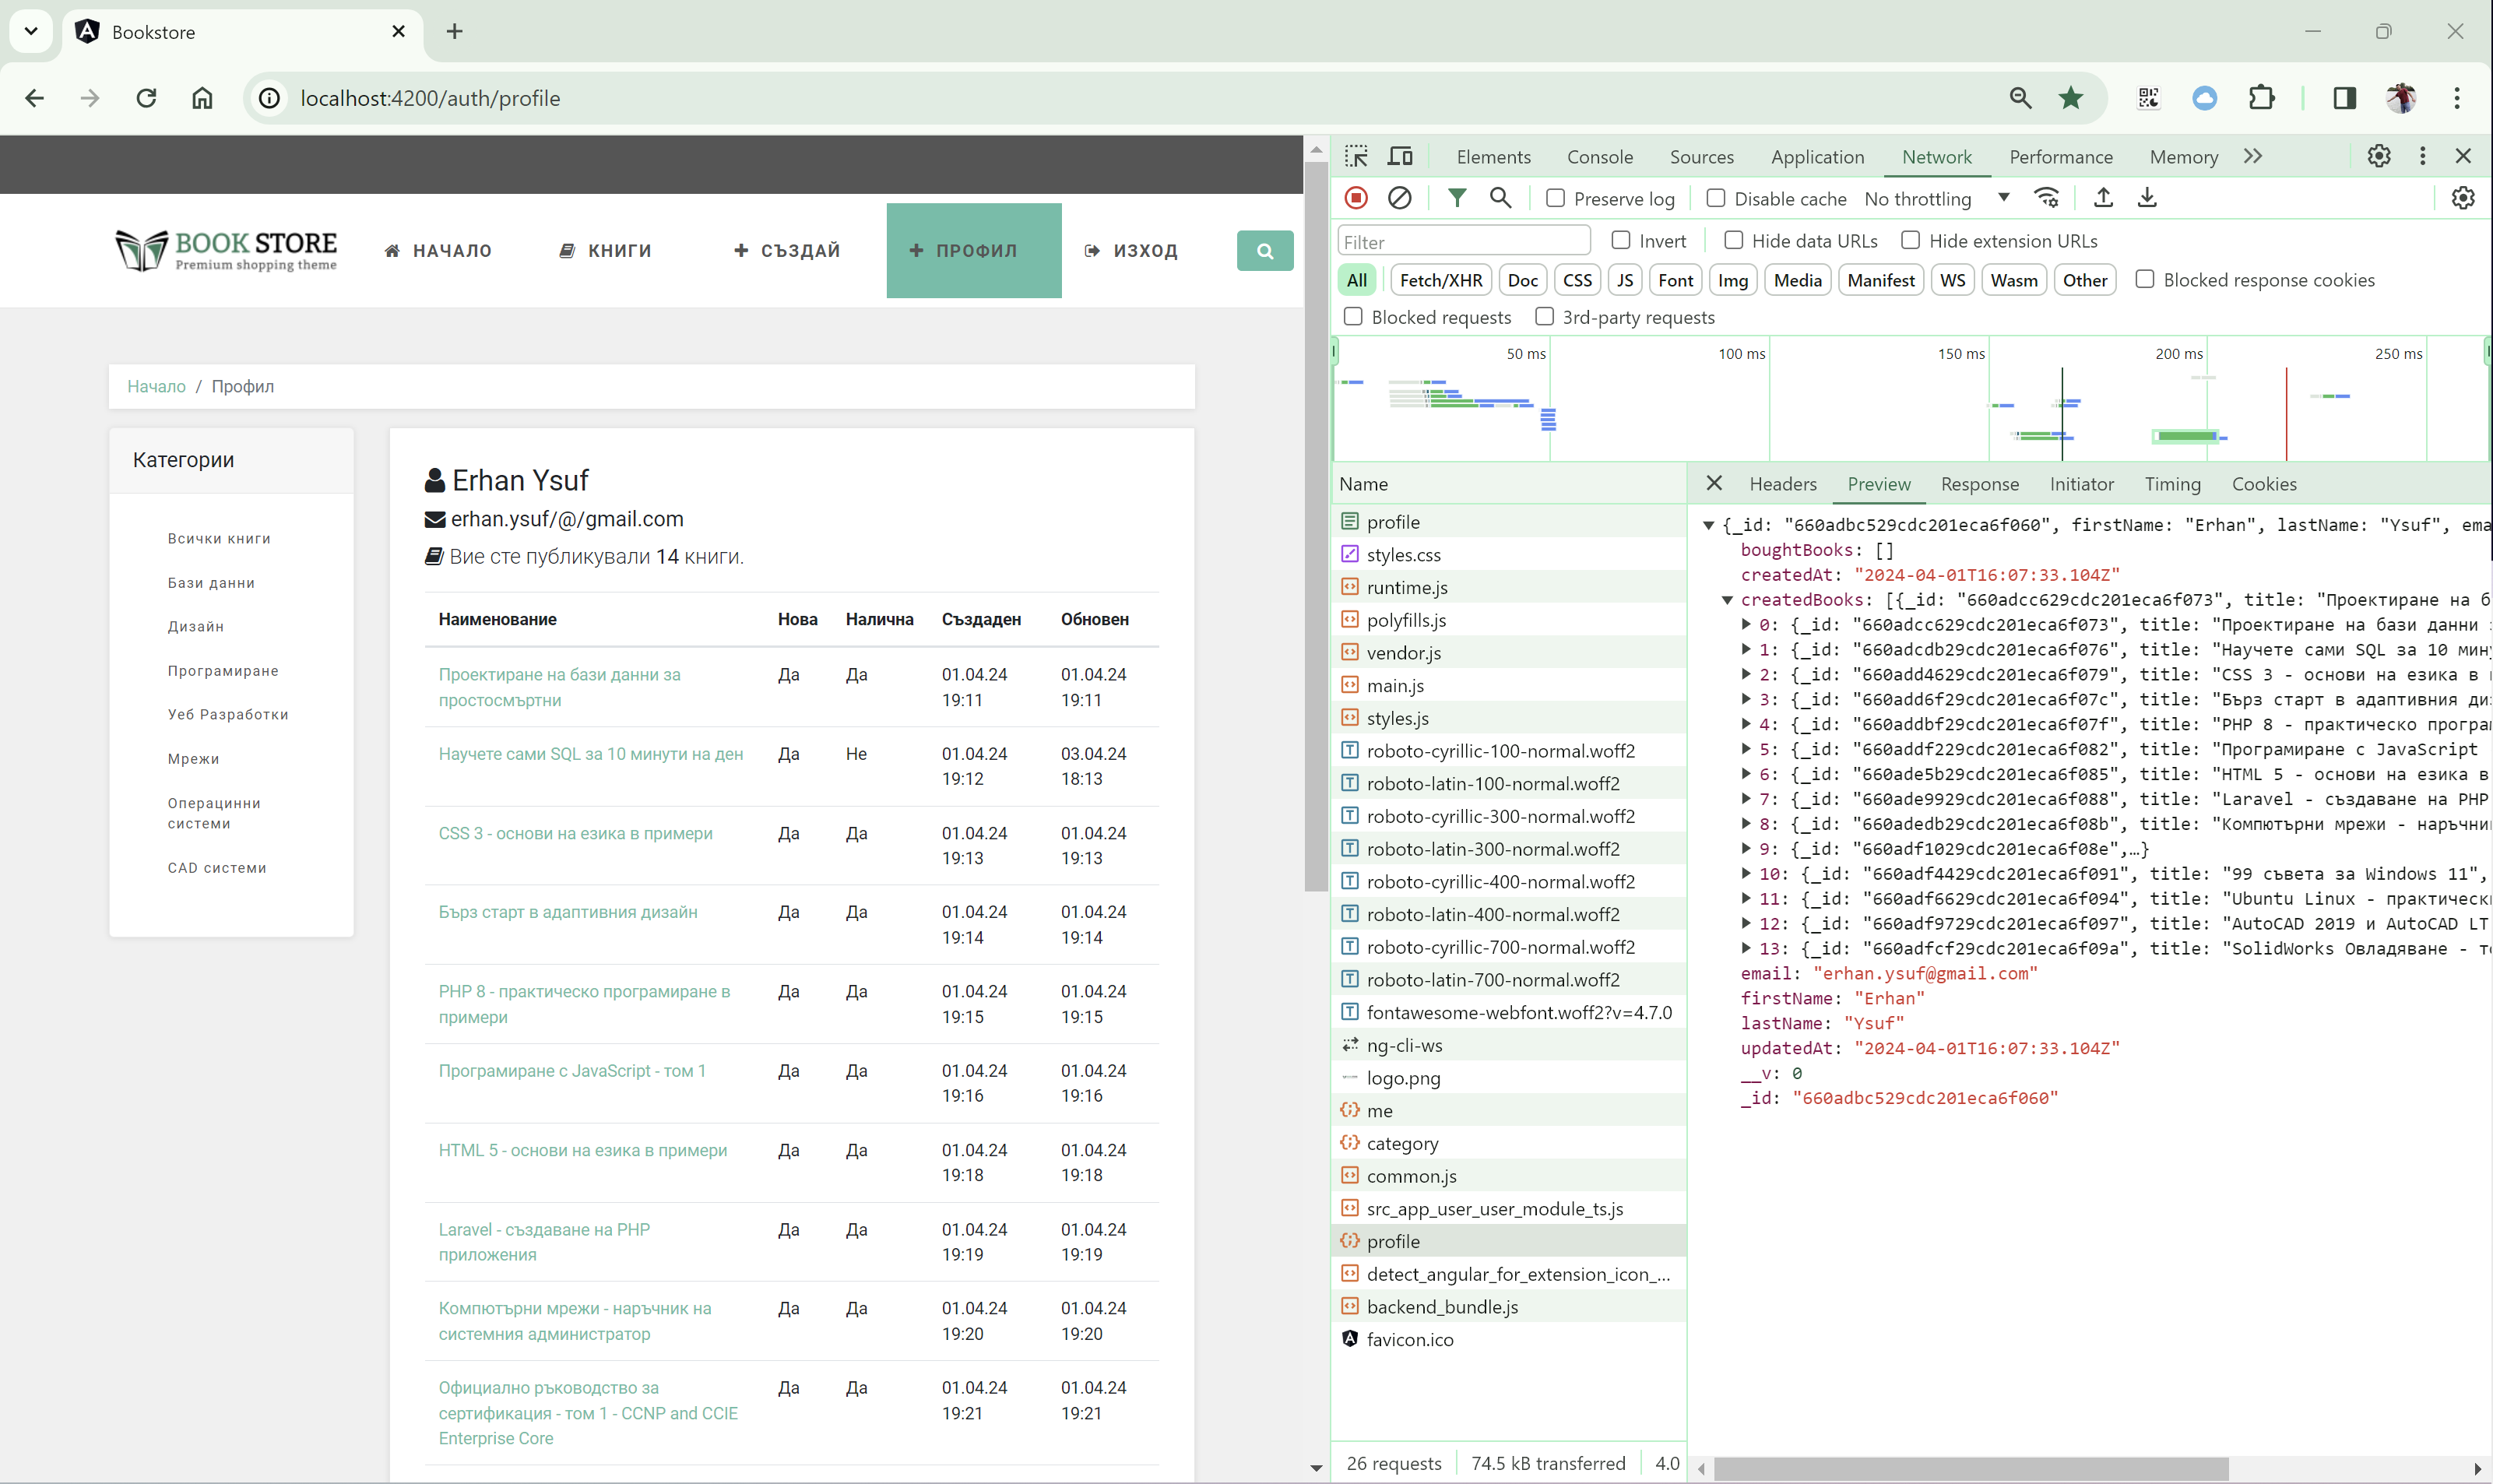 Bookstore
localhost:4200/auth/profile
BOOK STORE
Premium shopping theme
НАЧАЛО
КНИГИ
СЪЗДАЙ
ПРОФИЛ
ИЗХОД
Начало / Профил
Категории
Всички книги
Бази данни
Дизайн
Програмиране
Уеб Разработки
Мрежи
Операцинни
системи
CAD системи
Erhan Ysuf
erhan.ysuf/@/gmail.com
Вие сте публикували 14 книги.
Наименование Нова Налична Създаден Обновен
Проектиране на бази данни за Да Да 01.04.24 01.04.24
простосмъртни 19:11 19:11
Научете сами SQL за 10 минути на ден Да Не 01.04.24 03.04.24
19:12 18:13
CSS 3 - основи на езика в примери Да Да 01.04.24 01.04.24
19:13 19:13
Бърз старт в адаптивния дизайн Да Да 01.04.24 01.04.24
19:14 19:14
PHP 8 - практическо програмиране в Да Да 01.04.24 01.04.24
примери 19:15 19:15
Програмиране с JavaScript - том 1 Да Да 01.04.24 01.04.24
19:16 19:16
HTML 5 - основи на езика в примери Да Да 01.04.24 01.04.24
19:18 19:18
Laravel - създаване на PHP Да Да 01.04.24 01.04.24
приложения 19:19 19:19
Компютърни мрежи - наръчник на Да Да 01.04.24 01.04.24
системния администратор 19:20 19:20
Официално ръководство за Да Да 01.04.24 01.04.24
сертификация - том 1 - CCNP and CCIE 19:21 19:21
Enterprise Core
Elements Console Sources Application Network Performance Memory
Preserve log Disable cache No throttling
Filter Invert Hide data URLs Hide extension URLs
All Fetch/XHR Doc CSS JS Font Img Media Manifest WS Wasm Other Blocked response cookies
Blocked requests 3rd-party requests
50 ms 100 ms 150 ms 200 ms 250 ms
Name
profile
styles.css
runtime.js
polyfills.js
vendor.js
main.js
styles.js
roboto-cyrillic-100-normal.woff2
roboto-latin-100-normal.woff2
roboto-cyrillic-300-normal.woff2
roboto-latin-300-normal.woff2
roboto-cyrillic-400-normal.woff2
roboto-latin-400-normal.woff2
roboto-cyrillic-700-normal.woff2
roboto-latin-700-normal.woff2
fontawesome-webfont.woff2?v=4.7.0
ng-cli-ws
logo.png
me
category
common.js
src_app_user_user_module_ts.js
profile
detect_angular_for_extension_icon_...
backend_bundle.js
favicon.ico
26 requests 74.5 kB transferred 4.0
Headers Preview Response Initiator Timing Cookies
{_id: "660adbc529cdc201eca6f060", firstName: "Erhan", lastName: "Ysuf", ema
boughtBooks: []
createdAt: "2024-04-01T16:07:33.104Z"
createdBooks: [{_id: "660adcc629cdc201eca6f073", title: "Проектиране на б
0: {_id: "660adcc629cdc201eca6f073", title: "Проектиране на бази данни
1: {_id: "660adcdb29cdc201eca6f076", title: "Научете сами SQL за 10 мин
2: {_id: "660add4629cdc201eca6f079", title: "CSS 3 - основи на езика в
3: {_id: "660add6f29cdc201eca6f07c", title: "Бърз старт в адаптивния ди
4: {_id: "660addbf29cdc201eca6f07f", title: "PHP 8 - практическо програ
5: {_id: "660addf229cdc201eca6f082", title: "Програмиране с JavaScript
6: {_id: "660ade5b29cdc201eca6f085", title: "HTML 5 - основи на езика в
7: {_id: "660ade9929cdc201eca6f088", title: "Laravel - създаване на PHP
8: {_id: "660adedb29cdc201eca6f08b", title: "Компютърни мрежи - наръчни
9: {_id: "660adf1029cdc201eca6f08e",…}
10: {_id: "660adf4429cdc201eca6f091", title: "99 съвета за Windows 11",
11: {_id: "660adf6629cdc201eca6f094", title: "Ubuntu Linux - практическ
12: {_id: "660adf9729cdc201eca6f097", title: "AutoCAD 2019 и AutoCAD LT
13: {_id: "660adfcf29cdc201eca6f09a", title: "SolidWorks Овладяване - т
email: "erhan.ysuf@gmail.com"
firstName: "Erhan"
lastName: "Ysuf"
updatedAt: "2024-04-01T16:07:33.104Z"
__v: 0
_id: "660adbc529cdc201eca6f060"